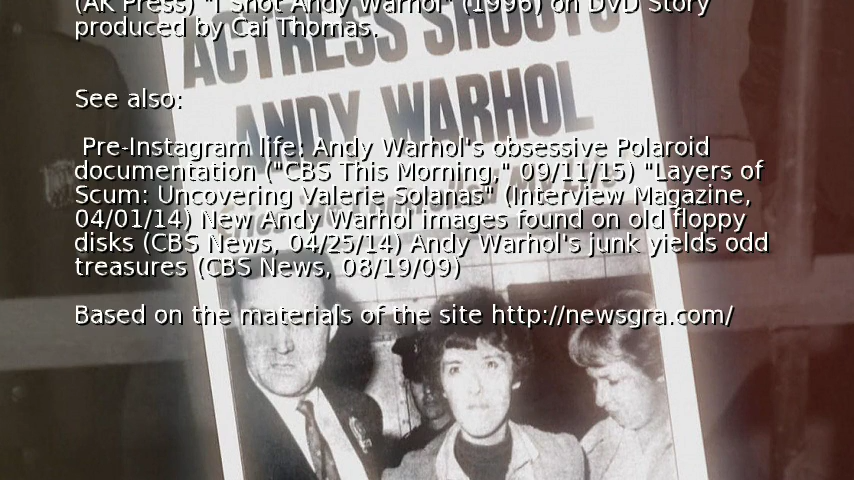 (AK Press) "I Shot Andy Warhol" (1996) on DVD Story
produced by Cai Thomas.
ACTRESS SHOOTS
ANDY WARHOL
See also:
Pre-Instagram life: Andy Warhol's obsessive Polaroid
documentation ("CBS This Morning," 09/11/15) "Layers of
Scum: Uncovering Valerie Solanas" (Interview Magazine,
04/01/14) New Andy Warhol images found on old floppy
disks (CBS News, 04/25/14) Andy Warhol's junk yields odd
treasures (CBS News, 08/19/09)
Based on the materials of the site http://newsgra.com/